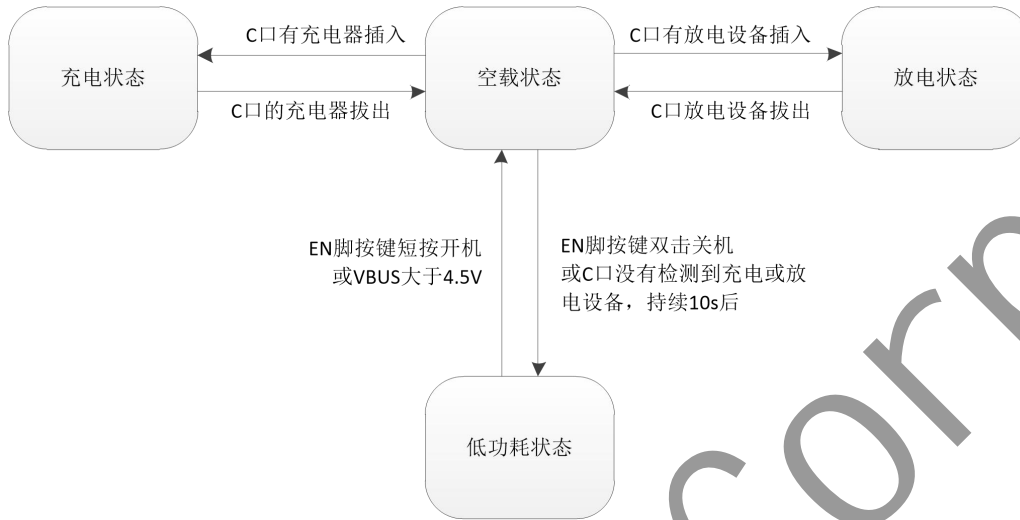 C口有充电器插入
C口有放电设备插入
充电状态
空载状态
放电状态
C口的充电器拔出
C口放电设备拔出
EN脚按键短按开机
或VBUS大于4.5V
EN脚按键双击关机
或C口没有检测到充电或放
电设备，持续10s后
低功耗状态